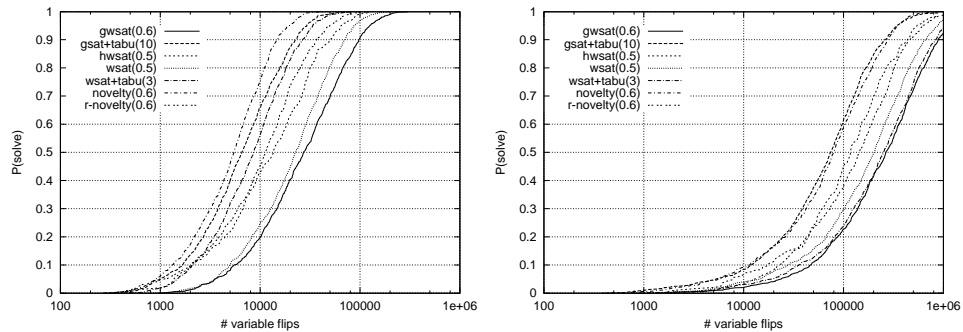 1
0.9
0.8
0.7
0.6
0.5
0.4
0.3
0.2
0.1
0
P(solve)
gwsat(0.6)
gsat+tabu(10)
hwsat(0.5)
wsat(0.5)
wsat+tabu(3)
novelty(0.6)
r-novelty(0.6)
100
1000
10000
100000
1e+06
# variable flips
1
0.9
0.8
0.7
0.6
0.5
0.4
0.3
0.2
0.1
0
P(solve)
gwsat(0.6)
gsat+tabu(10)
hwsat(0.5)
wsat(0.5)
wsat+tabu(3)
novelty(0.6)
r-novelty(0.6)
100
1000
10000
100000
1e+06
# variable flips